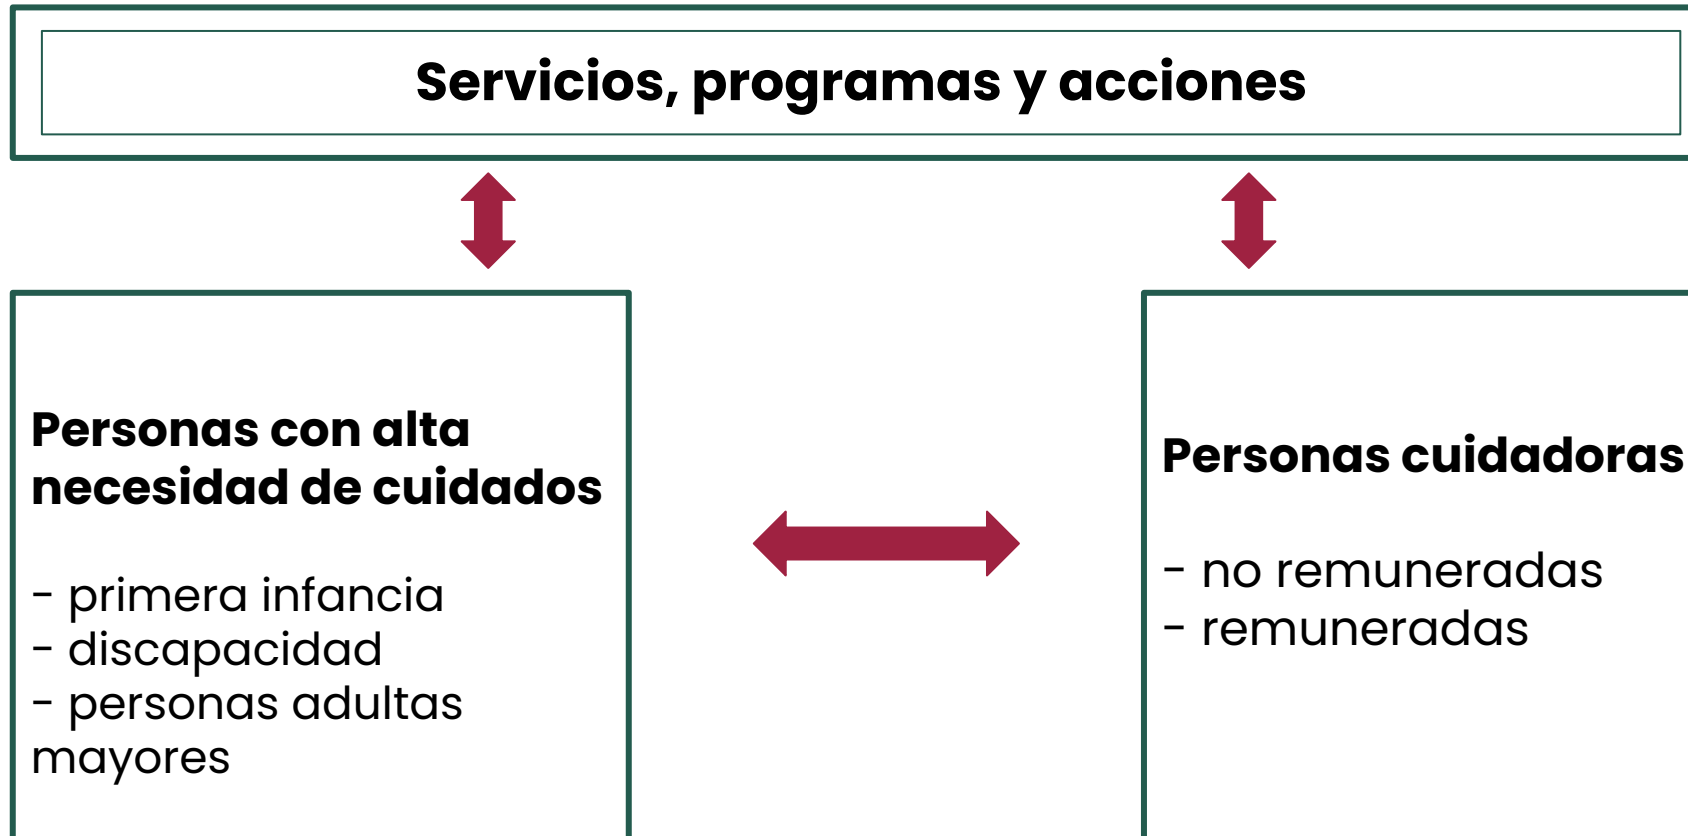 Servicios, programas y acciones
Personas con alta
necesidad de cuidados
- primera infancia
- discapacidad
- personas adultas
mayores
Personas cuidadoras
- no remuneradas
- remuneradas